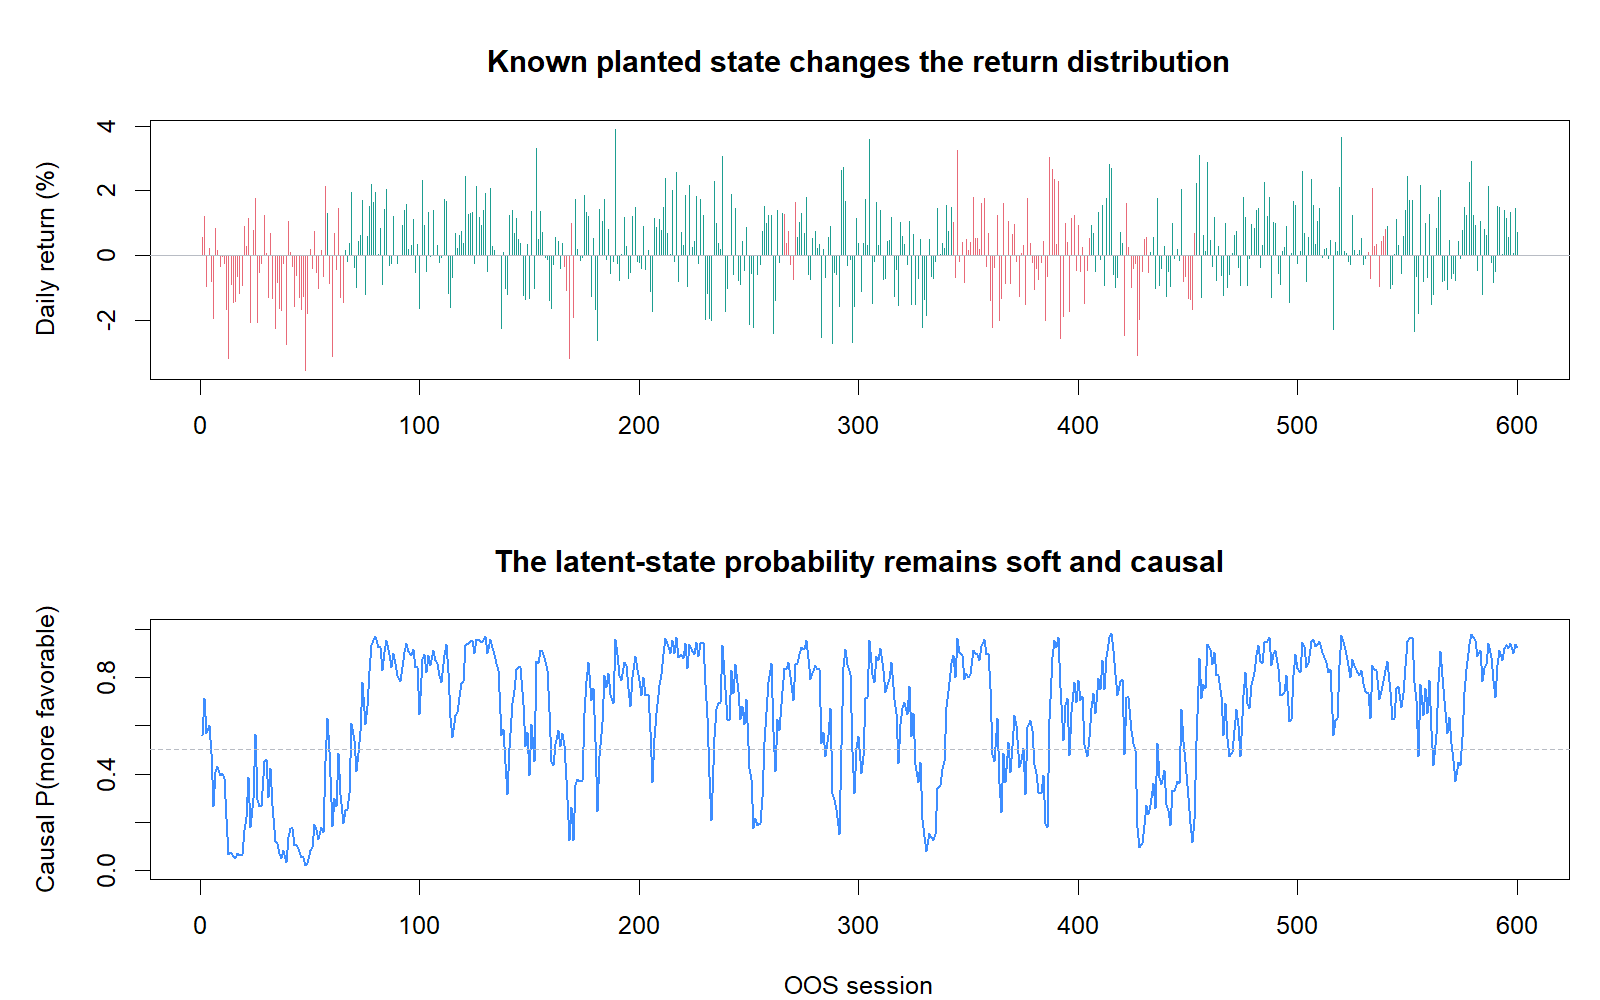 Known planted state changes the return distribution
Daily return (%)
4
2
0
-2
0 100 200 300 400 500 600
The latent-state probability remains soft and causal
Causal P(more favorable)
0.8
0.4
0.0
0 100 200 300 400 500 600
OOS session